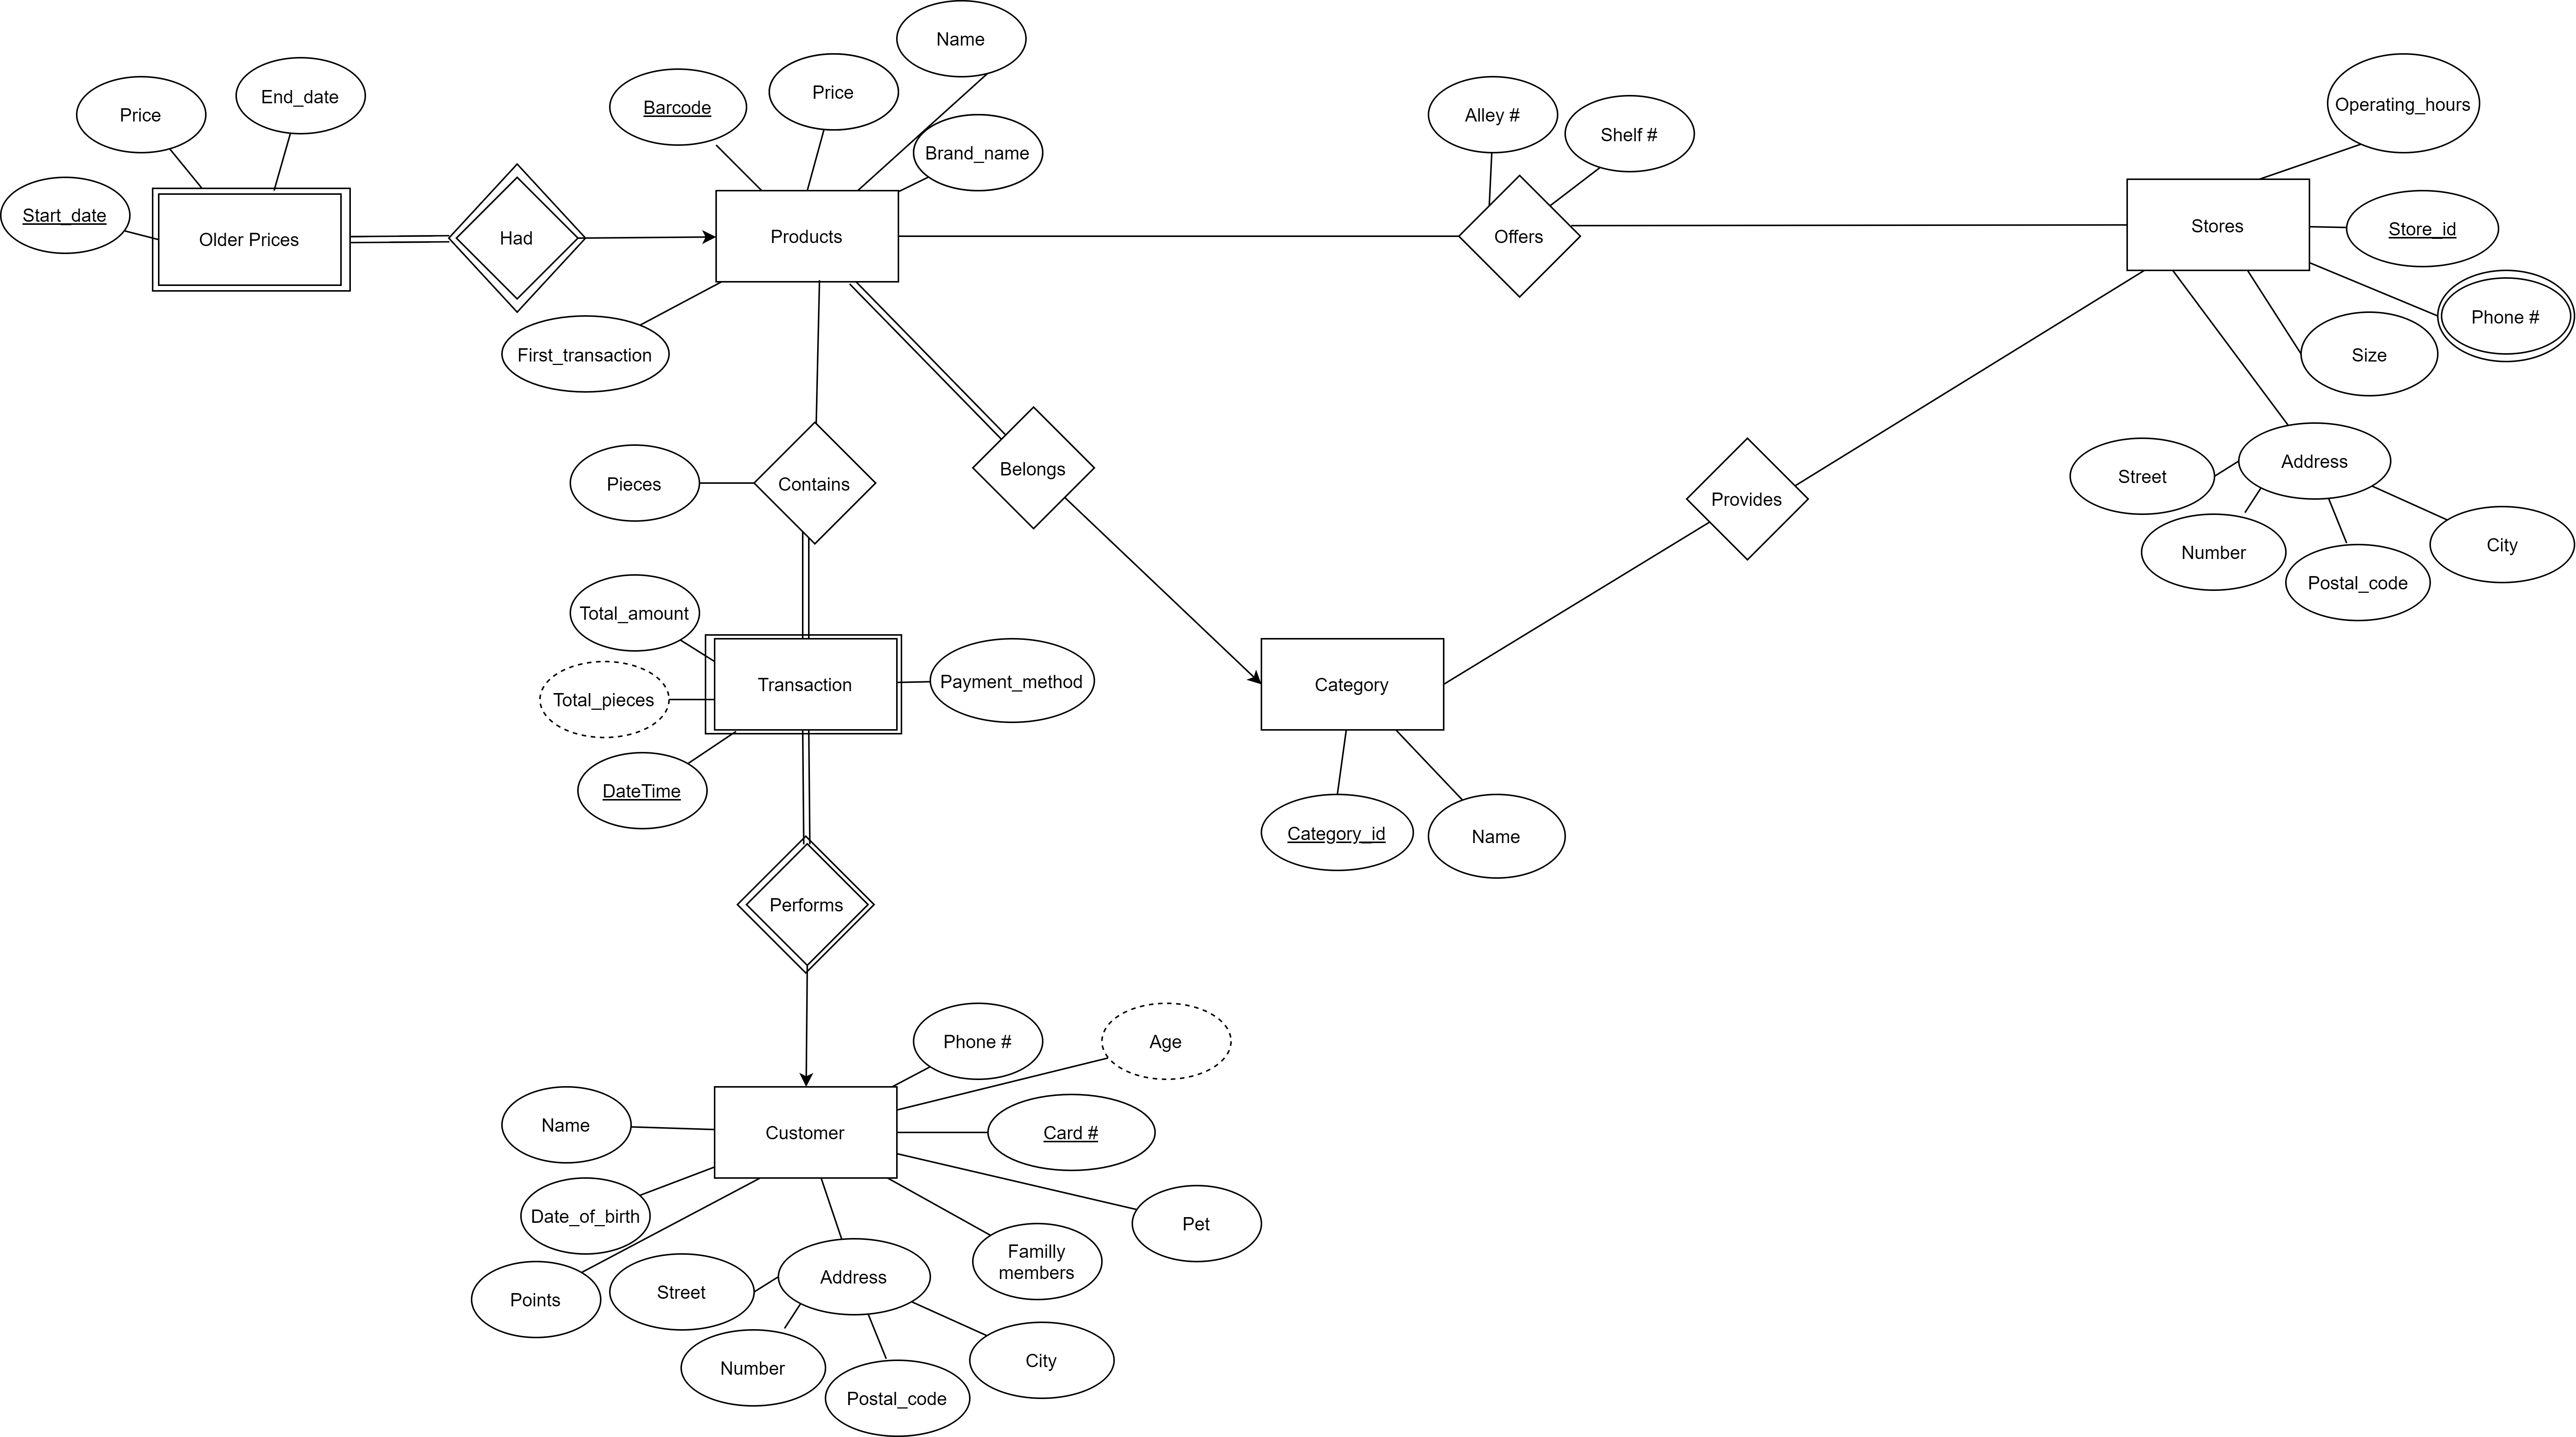 Name
Price
End_date
Price
Barcode
Brand_name
Start_date
Older Prices
Had
Products
First_transaction
Alley #
Shelf #
Offers
Operating_hours
Stores
Store_id
Phone #
Size
Address
Street
Number
Postal_code
City
Pieces
Contains
Belongs
Provides
Total_amount
Total_pieces
Transaction
Payment_method
DateTime
Category
Category_id
Name
Performs
Phone #
Age
Name
Customer
Card #
Date_of_birth
Pet
Points
Street
Address
Familly
members
Number
Postal_code
City